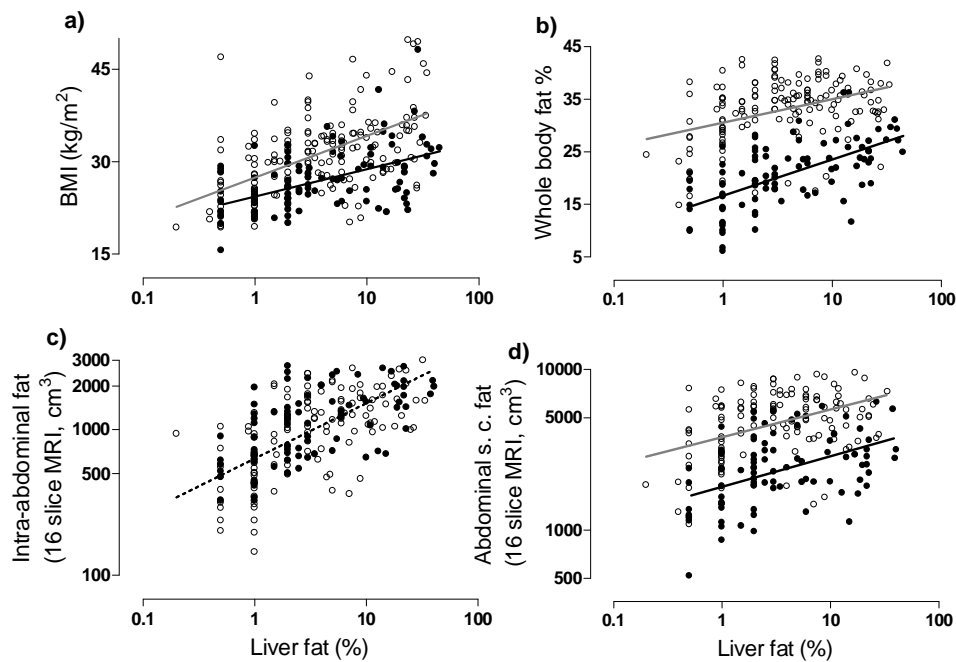 a)
BMI (kg/m²)
45
30
15
0.1 1 10 100
b)
Whole body fat %
45
35
25
15
5
0.1 1 10 100
c)
Intra-abdominal fat
(16 slice MRI, cm³)
3000
2000
1000
500
100
0.1 1 10 100
Liver fat (%)
d)
Abdominal s. c. fat
(16 slice MRI, cm³)
10000
5000
1000
500
0.1 1 10 100
Liver fat (%)